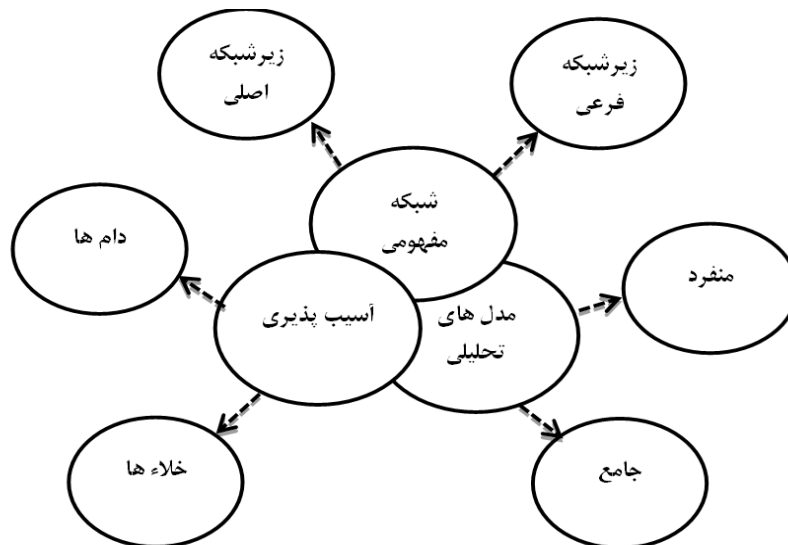 زیرشبکه
فرعی
زیرشبکه
اصلی
شبکه
مفهومی
منفرد
دام ها
مدل های
تحلیلی
آسیب پذیری
جامع
خلاء ها